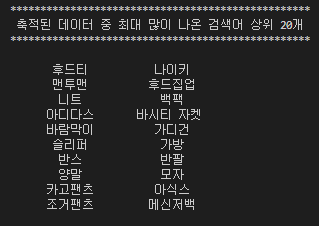 **************************************************
축적된 데이터 중 최대 많이 나온 검색어 상위 20개
**************************************************
후드티 나이키
맨투맨 후드집업
니트 백팩
아디다스 바시티 자켓
바람막이 가디건
슬리퍼 가방
반스 반팔
양말 모자
카고팬츠 아식스
조거팬츠 메신저백